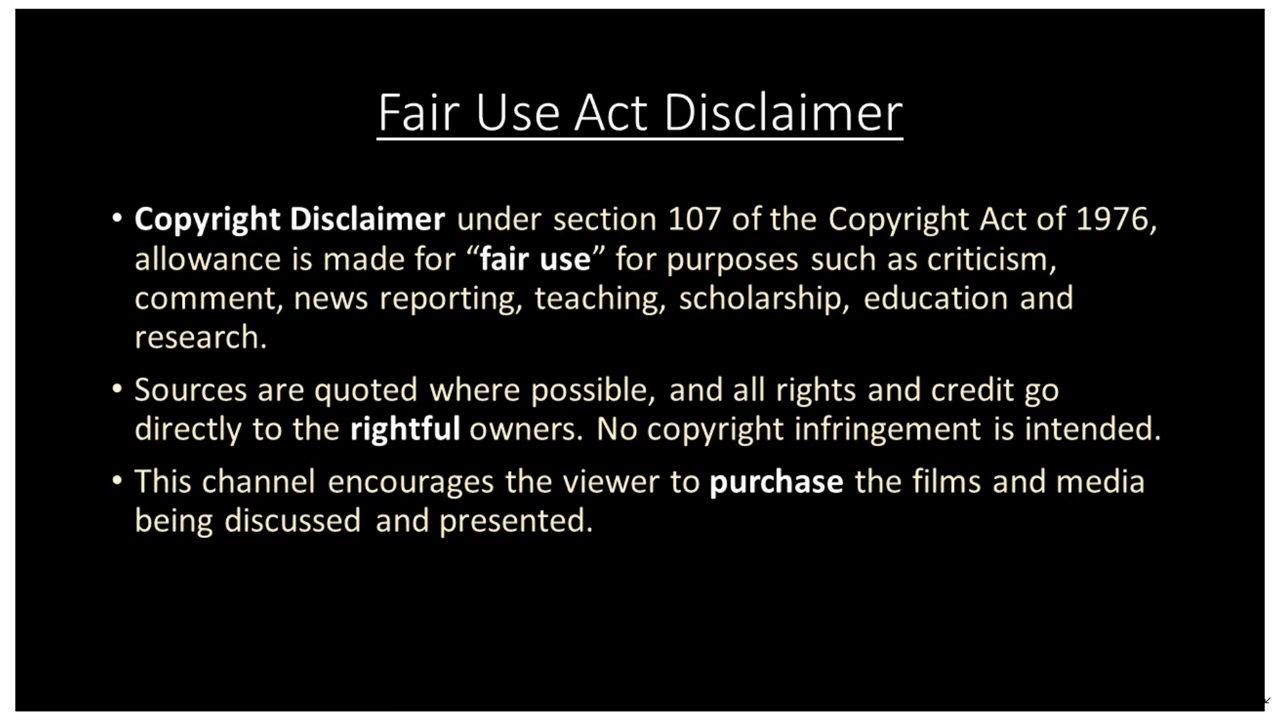 Fair Use Act Disclaimer
• Copyright Disclaimer under section 107 of the Copyright Act of 1976,
allowance is made for “fair use” for purposes such as criticism,
comment, news reporting, teaching, scholarship, education and
research.
• Sources are quoted where possible, and all rights and credit go
directly to the rightful owners. No copyright infringement is intended.
• This channel encourages the viewer to purchase the films and media
being discussed and presented.